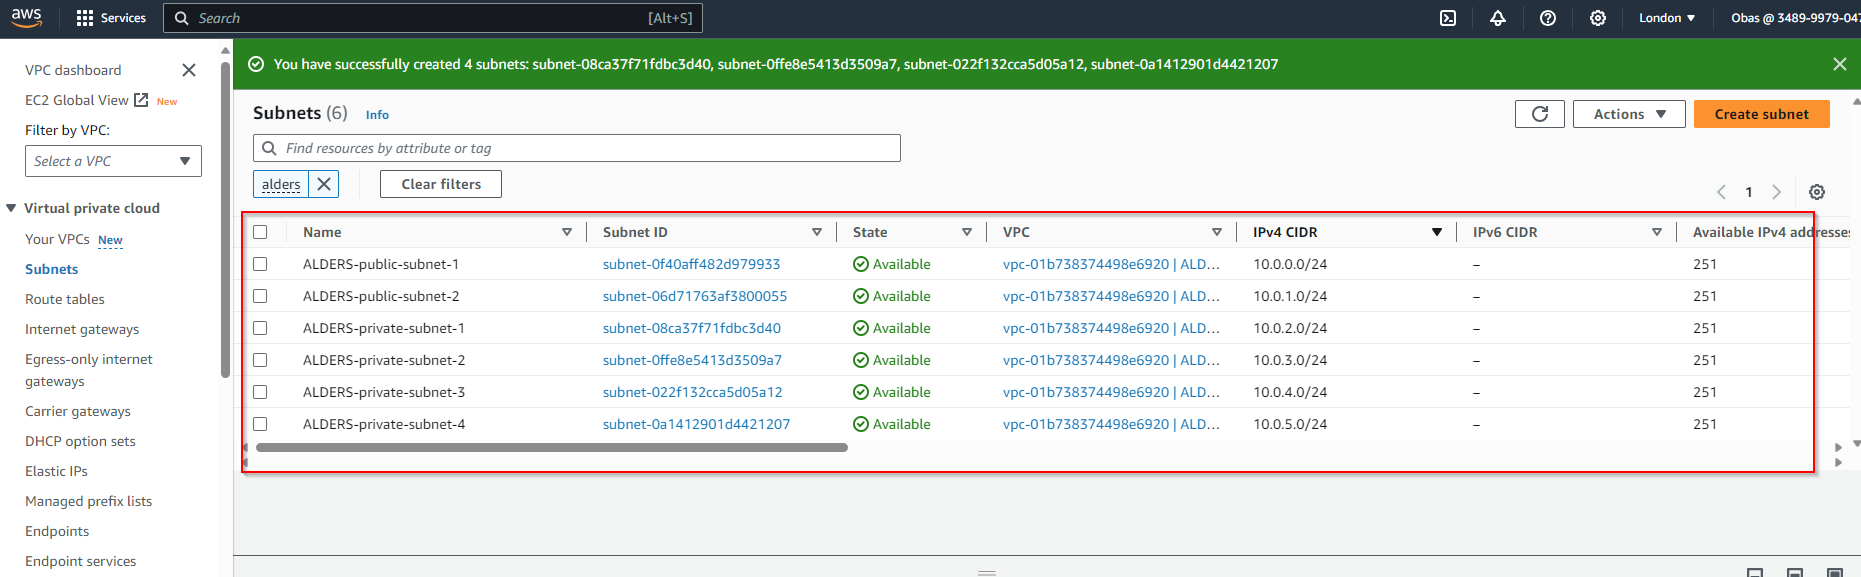 aws Services Search [Alt+S] London Obas @ 3489-9979-047
VPC dashboard
EC2 Global View New
Filter by VPC:
Select a VPC
Virtual private cloud
Your VPCs New
Subnets
Route tables
Internet gateways
Egress-only internet
gateways
Carrier gateways
DHCP option sets
Elastic IPs
Managed prefix lists
Endpoints
Endpoint services
You have successfully created 4 subnets: subnet-08ca37f71fdbc3d40, subnet-0ffe8e5413d3509a7, subnet-022f132cca5d05a12, subnet-0a1412901d4421207
Subnets (6) Info Actions Create subnet
Find resources by attribute or tag
alders Clear filters
1
Name Subnet ID State VPC IPv4 CIDR IPv6 CIDR Available IPv4 addresses
ALDERS-public-subnet-1 subnet-0f40aff482d979933 Available vpc-01b738374498e6920 | ALD... 10.0.0.0/24 – 251
ALDERS-public-subnet-2 subnet-06d71763af3800055 Available vpc-01b738374498e6920 | ALD... 10.0.1.0/24 – 251
ALDERS-private-subnet-1 subnet-08ca37f71fdbc3d40 Available vpc-01b738374498e6920 | ALD... 10.0.2.0/24 – 251
ALDERS-private-subnet-2 subnet-0ffe8e5413d3509a7 Available vpc-01b738374498e6920 | ALD... 10.0.3.0/24 – 251
ALDERS-private-subnet-3 subnet-022f132cca5d05a12 Available vpc-01b738374498e6920 | ALD... 10.0.4.0/24 – 251
ALDERS-private-subnet-4 subnet-0a1412901d4421207 Available vpc-01b738374498e6920 | ALD... 10.0.5.0/24 – 251